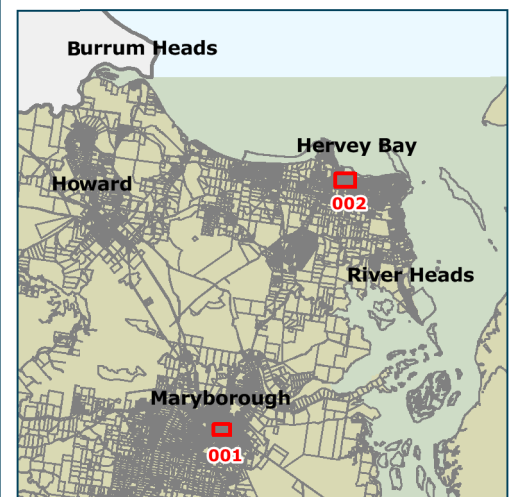 Burrum Heads
Hervey Bay
Howard
002
River Heads
Maryborough
001